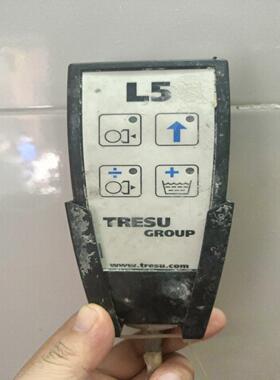 L5
÷ +
TRESU
GROUP
www.tresu.com